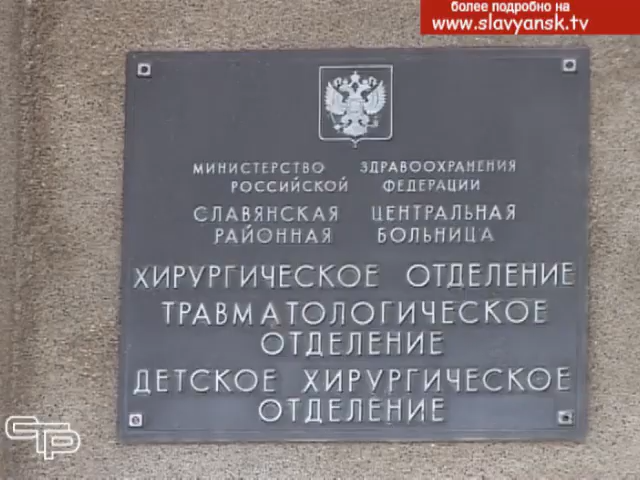 более подробно на
www.slavyansk.tv
МИНИСТЕРСТВО ЗДРАВООХРАНЕНИЯ
РОССИЙСКОЙ ФЕДЕРАЦИИ
СЛАВЯНСКАЯ ЦЕНТРАЛЬНАЯ
РАЙОННАЯ БОЛЬНИЦА
ХИРУРГИЧЕСКОЕ ОТДЕЛЕНИЕ
ТРАВМАТОЛОГИЧЕСКОЕ
ОТДЕЛЕНИЕ
ДЕТСКОЕ ХИРУРГИЧЕСКОЕ
ОТДЕЛЕНИЕ
СТР